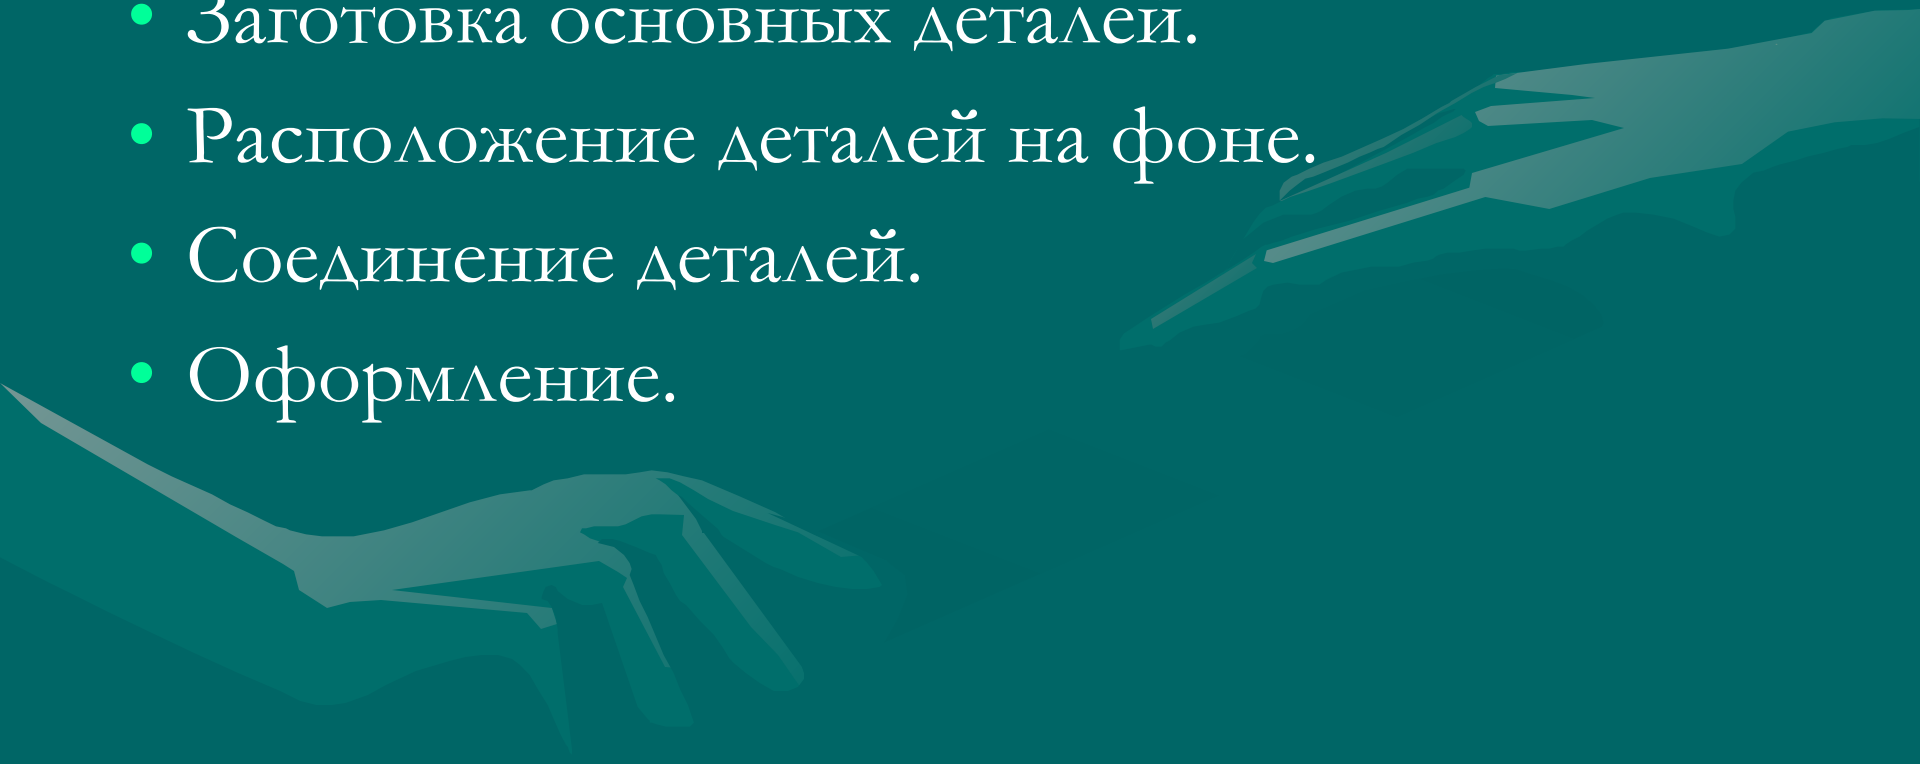 • Заготовка основных деталей.
• Расположение деталей на фоне.
• Соединение деталей.
• Оформление.